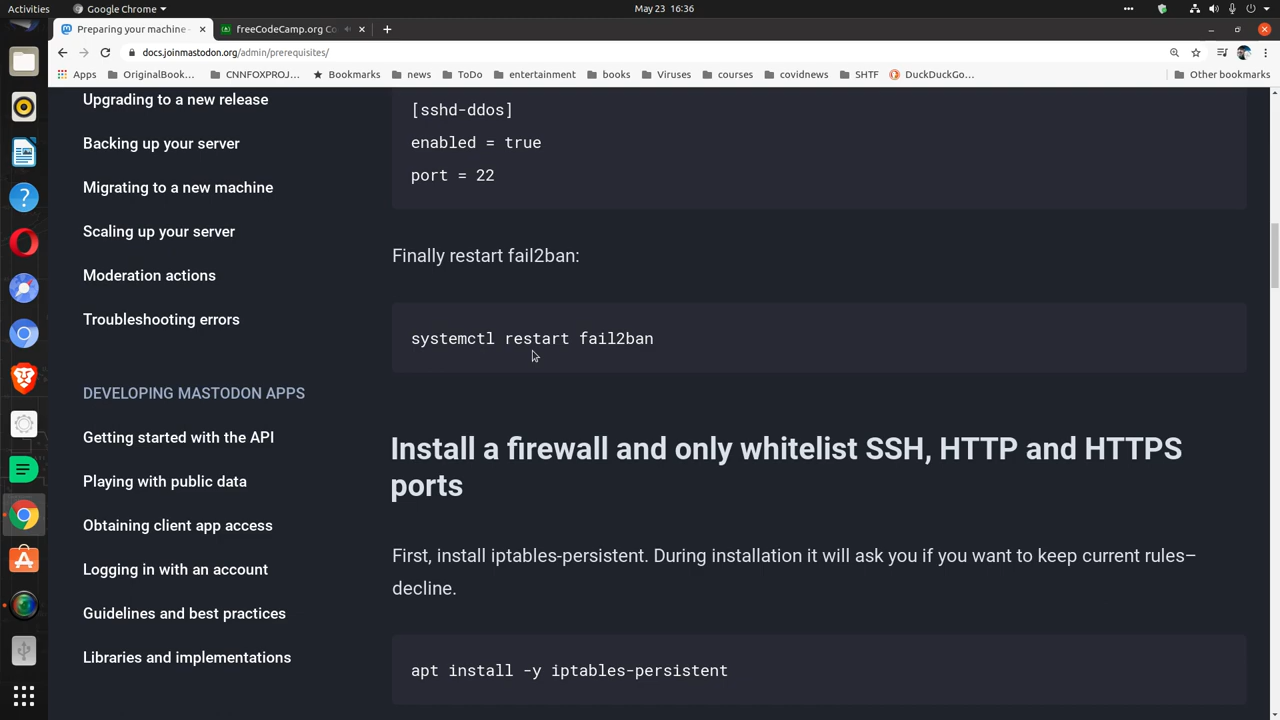 Activities
Google Chrome
May 23 16:36
Preparing your machine
freeCodeCamp.org Co
docs.joinmastodon.org/admin/prerequisites/
Apps
OriginalBook...
CNNFOXPROJ...
Bookmarks
news
ToDo
entertainment
books
Viruses
courses
covidnews
SHTF
DuckDuckGo...
Other bookmarks
Upgrading to a new release
Backing up your server
Migrating to a new machine
Scaling up your server
Moderation actions
Troubleshooting errors
DEVELOPING MASTODON APPS
Getting started with the API
Playing with public data
Obtaining client app access
Logging in with an account
Guidelines and best practices
Libraries and implementations
[sshd-ddos]
enabled = true
port = 22
Finally restart fail2ban:
systemctl restart fail2ban
Install a firewall and only whitelist SSH, HTTP and HTTPS
ports
First, install iptables-persistent. During installation it will ask you if you want to keep current rules–
decline.
apt install -y iptables-persistent